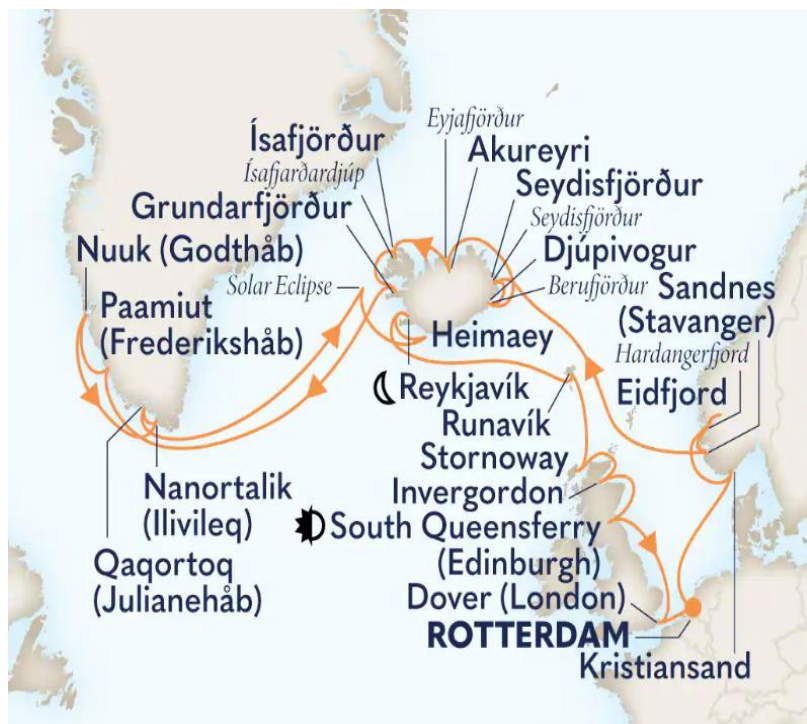 Eyjafjörður
Ísafjörður
Akureyri
Ísafjarðardjúp
Seydisfjörður
Grundarfjörður
Seydisfjörður
Nuuk (Godthåb)
Djúpivogur
Solar Eclipse
Berufjörður
Paamiut
(Frederikshåb)
Sandnes
(Stavanger)
Heimaey
Hardangerfjord
Reykjavík
Eidfjord
Runavík
Stornoway
Nanortalik
(Ilivileq)
Invergordon
South Queensferry
(Edinburgh)
Qaqortoq
(Julianehåb)
Dover (London)
ROTTERDAM
Kristiansand